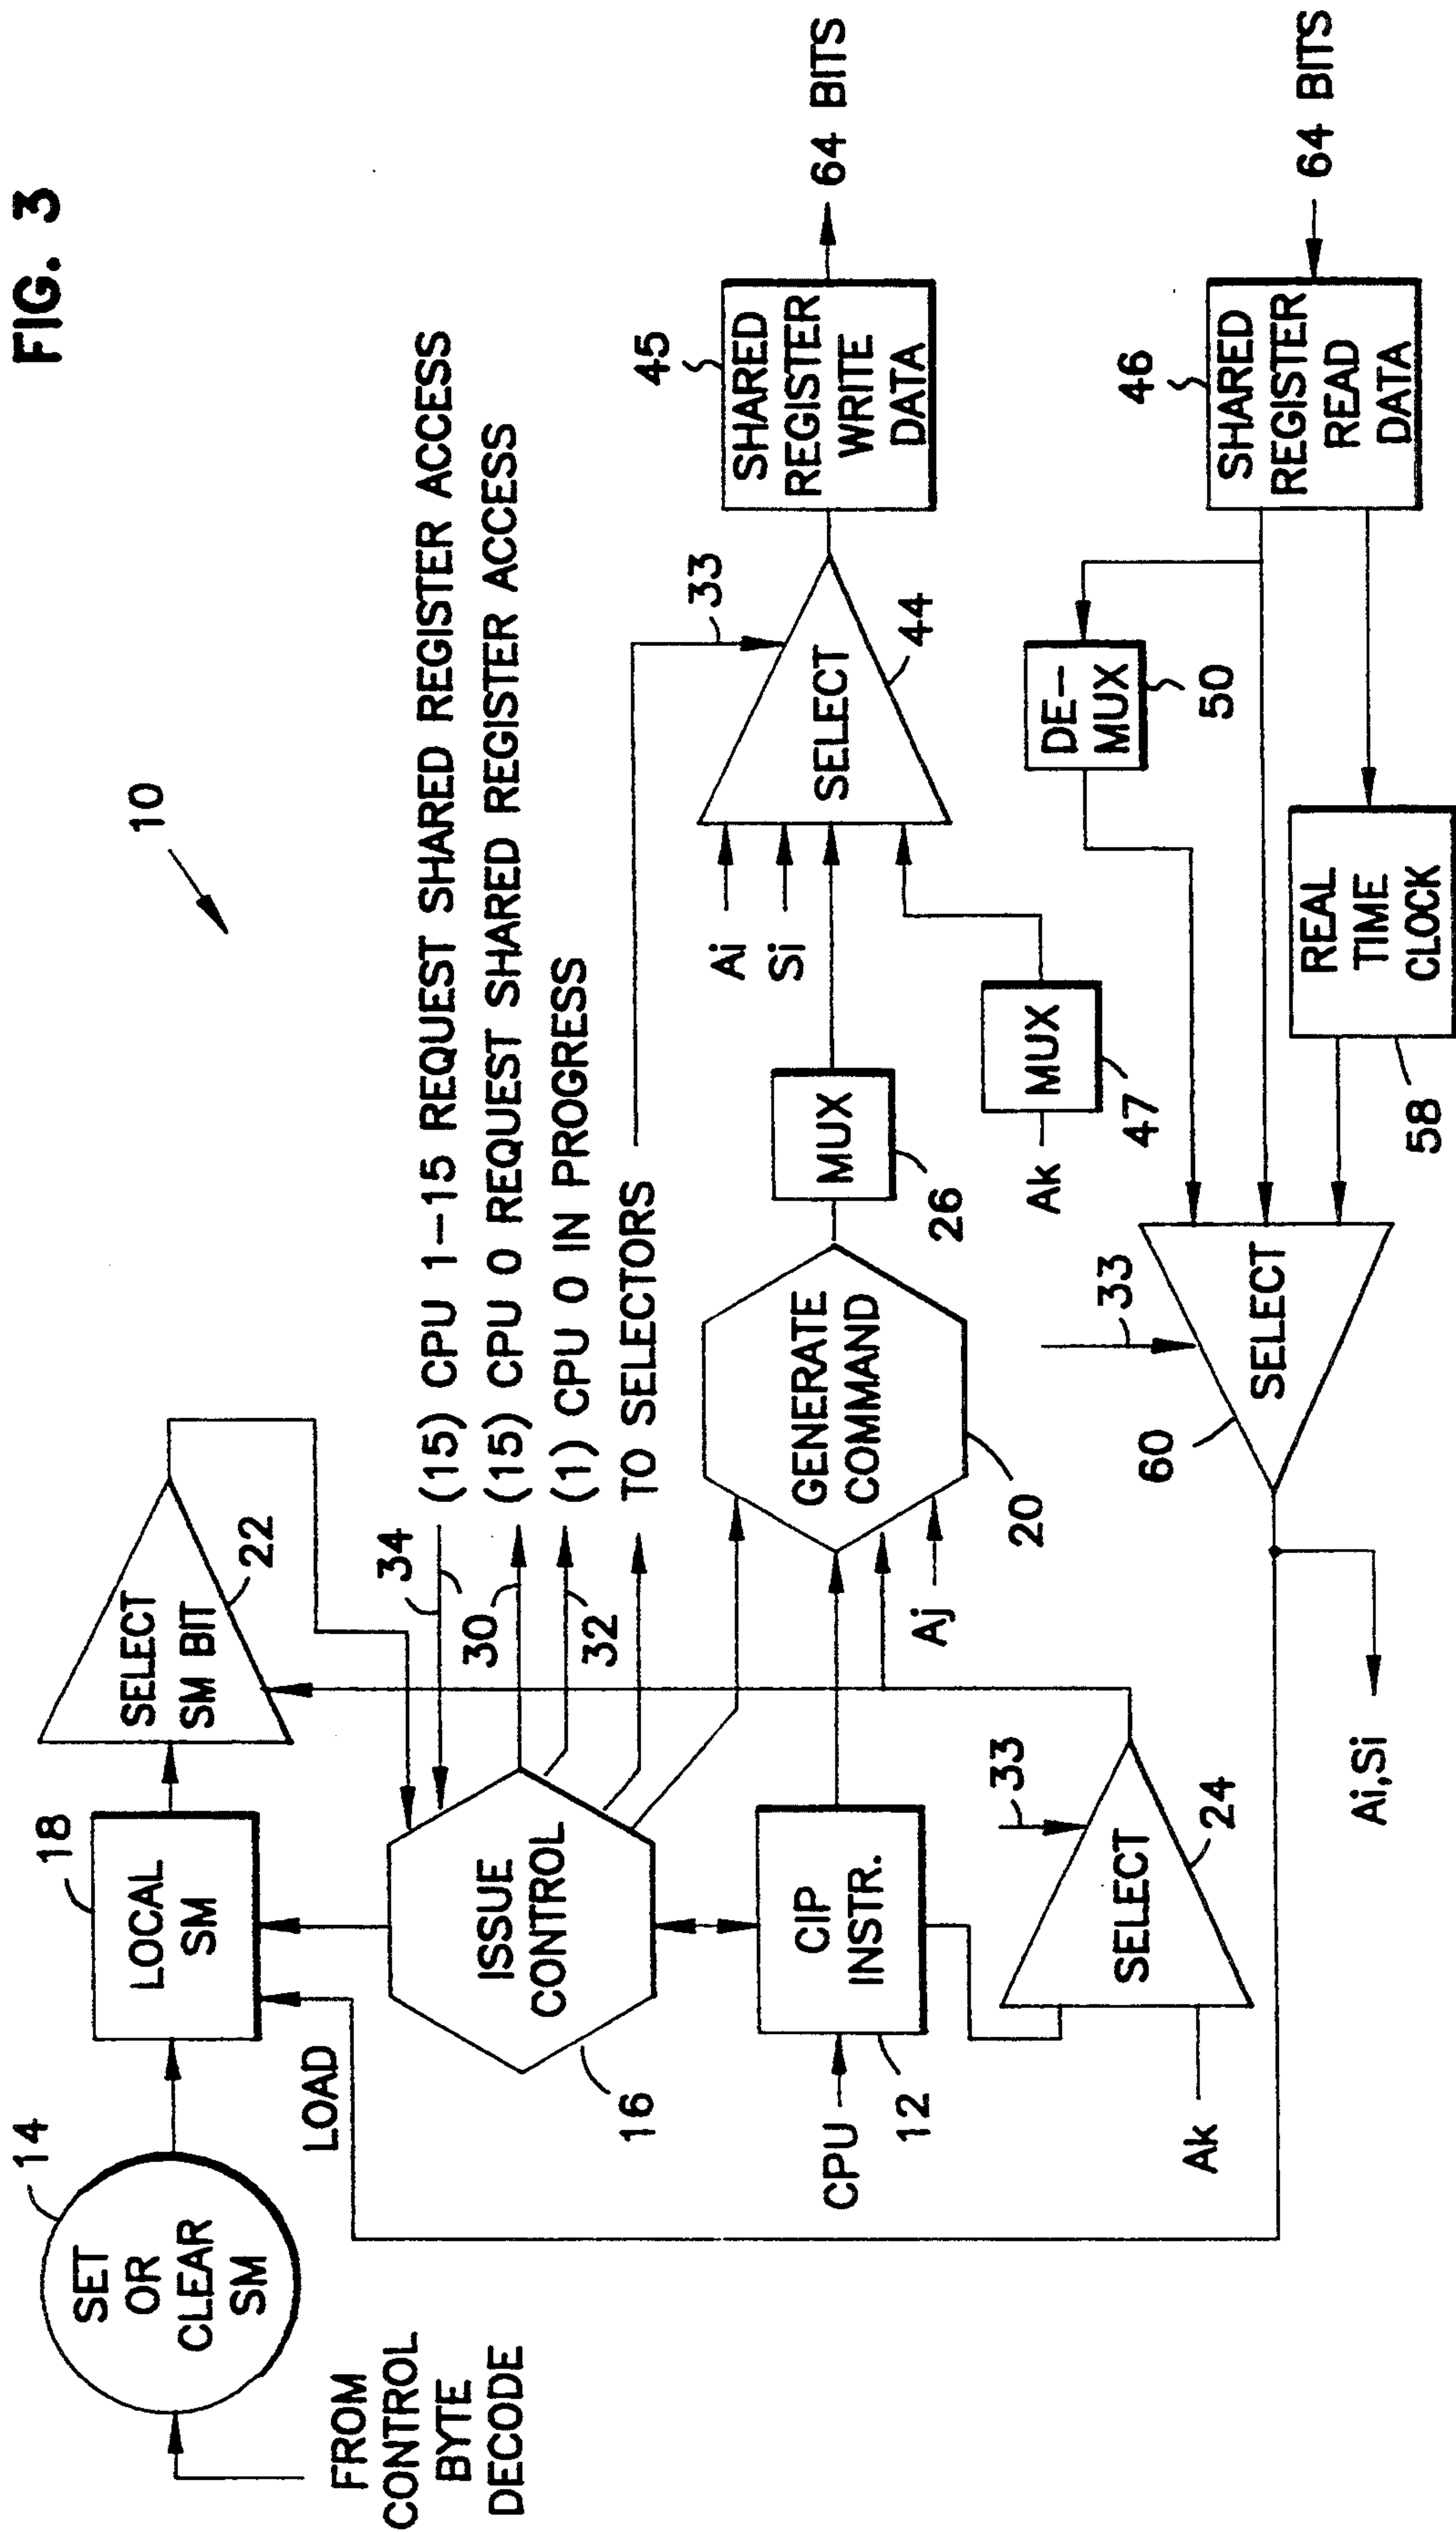 FIG. 3
10
14
SET
OR
CLEAR
SM
FROM
CONTROL
BYTE
DECODE
18
LOCAL
SM
LOAD
SELECT
SM BIT
22
34
(15) CPU 1-15 REQUEST SHARED REGISTER ACCESS
30
(15) CPU 0 REQUEST SHARED REGISTER ACCESS
32
(1) CPU 0 IN PROGRESS
TO SELECTORS
ISSUE
CONTROL
16
CPU
CIP
INSTR.
12
GENERATE
COMMAND
20
Aj
MUX
26
Ai
Si
33
SELECT
44
45
SHARED
REGISTER
WRITE
DATA
64 BITS
Ak
MUX
47
Ak
SELECT
33
24
Ai,Si
60
SELECT
33
DE-
MUX
50
REAL
TIME
CLOCK
58
46
SHARED
REGISTER
READ
DATA
64 BITS